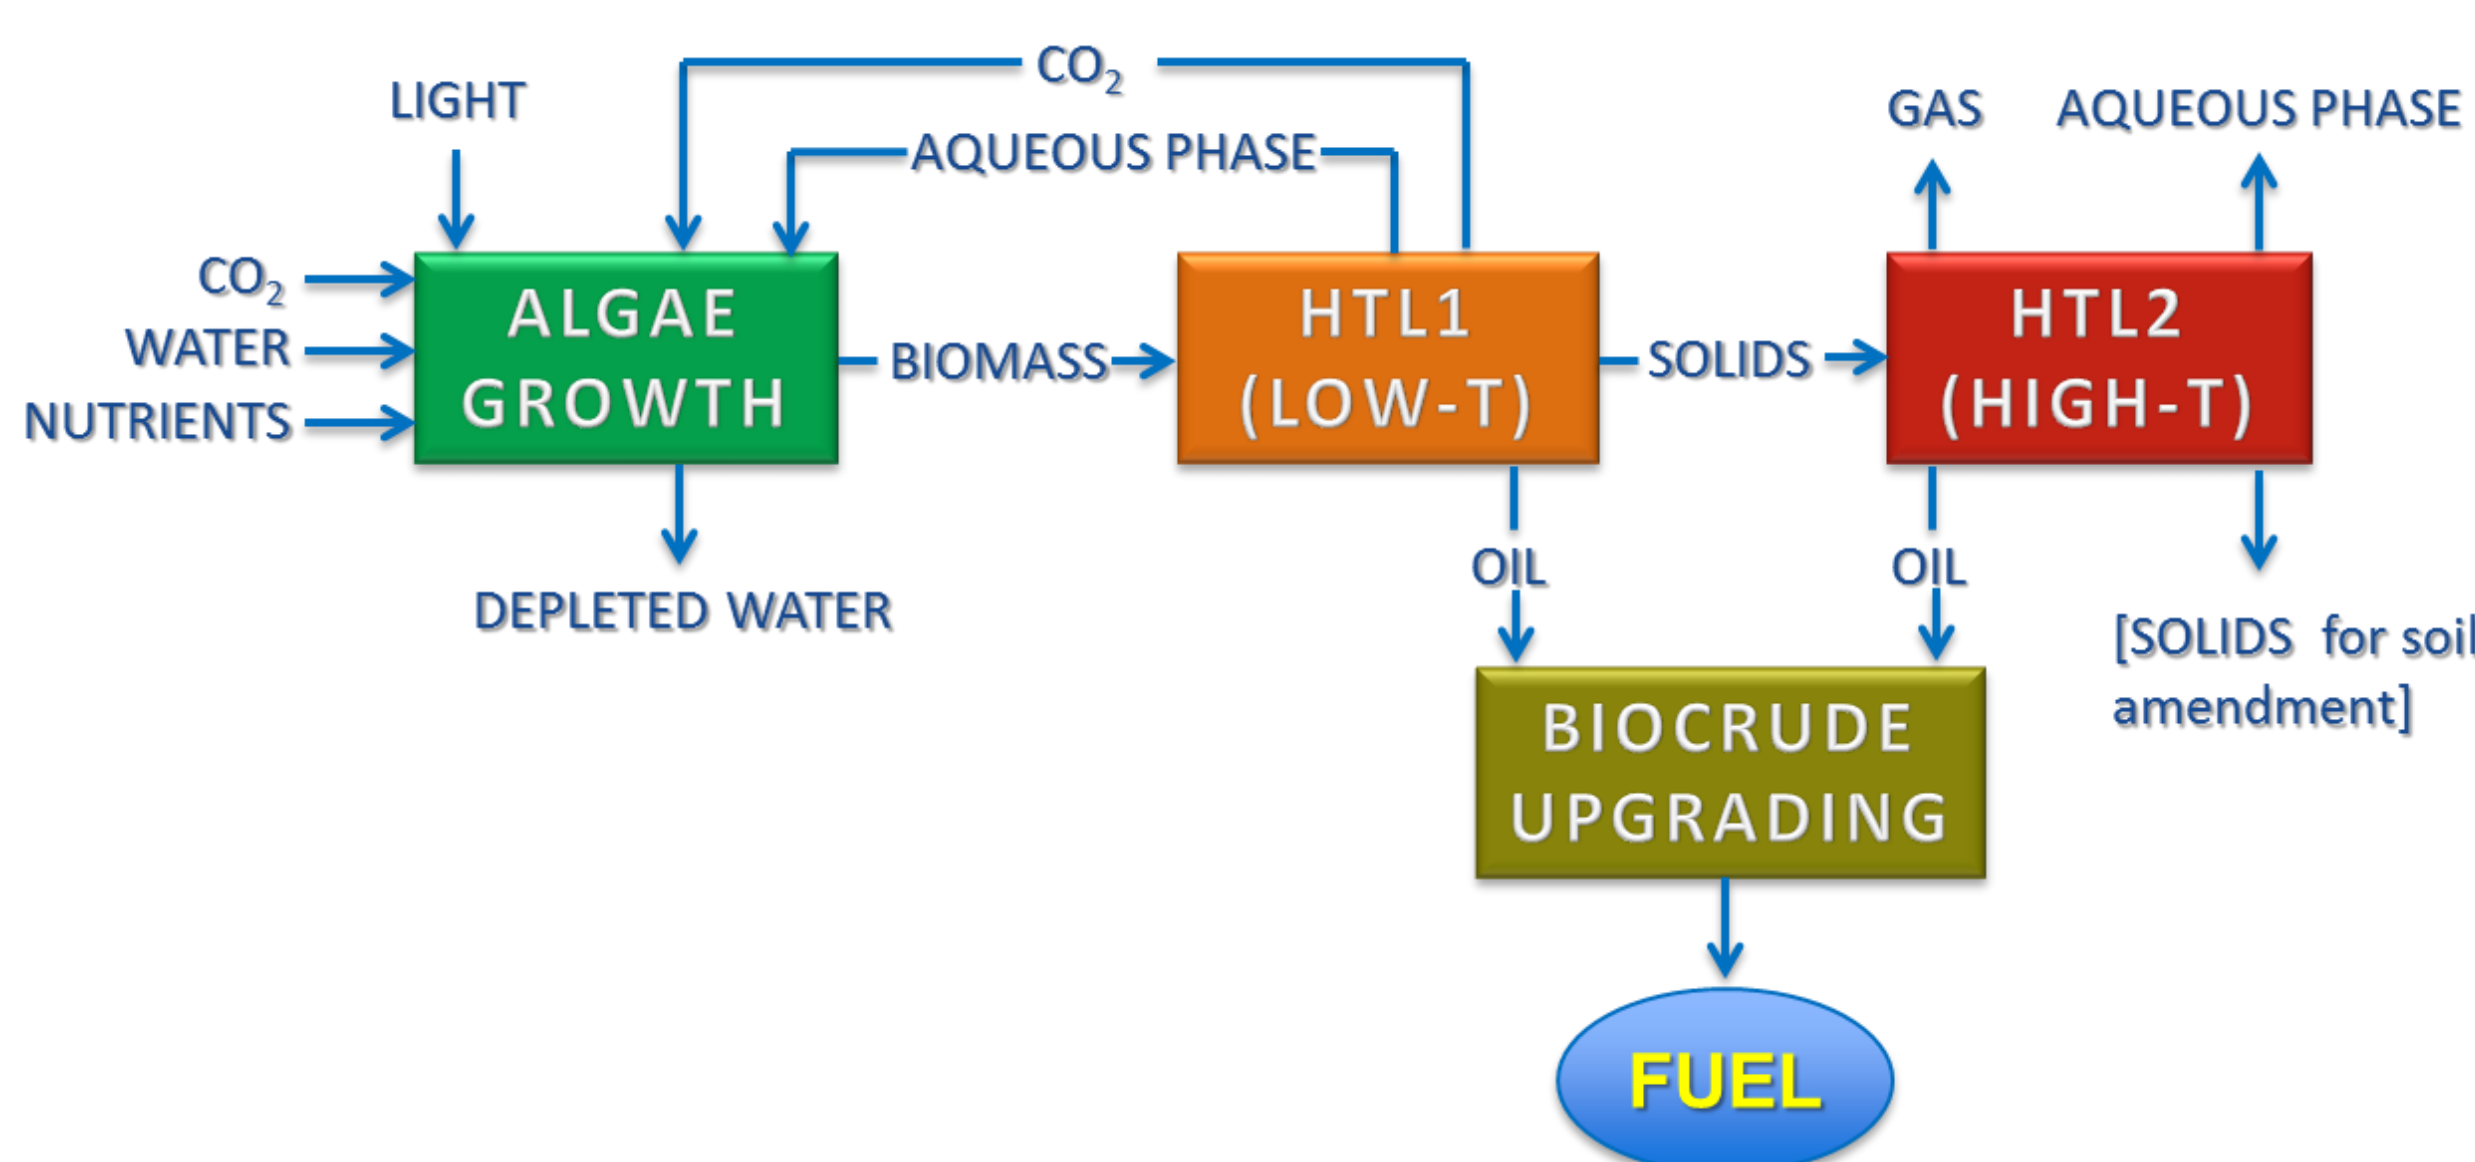 CO₂
LIGHT
GAS
AQUEOUS PHASE
AQUEOUS PHASE
CO₂
WATER
NUTRIENTS
ALGAE
GROWTH
BIOMASS
HTL1
(LOW-T)
SOLIDS
HTL2
(HIGH-T)
DEPLETED WATER
OIL
OIL
[SOLIDS for soil
amendment]
BIOCRUDE
UPGRADING
FUEL